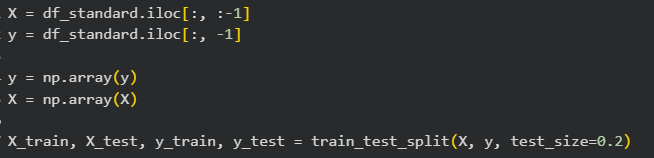 X = df_standard.iloc[:, :-1]
y = df_standard.iloc[:, -1]
y = np.array(y)
X = np.array(X)
X_train, X_test, y_train, y_test = train_test_split(X, y, test_size=0.2)